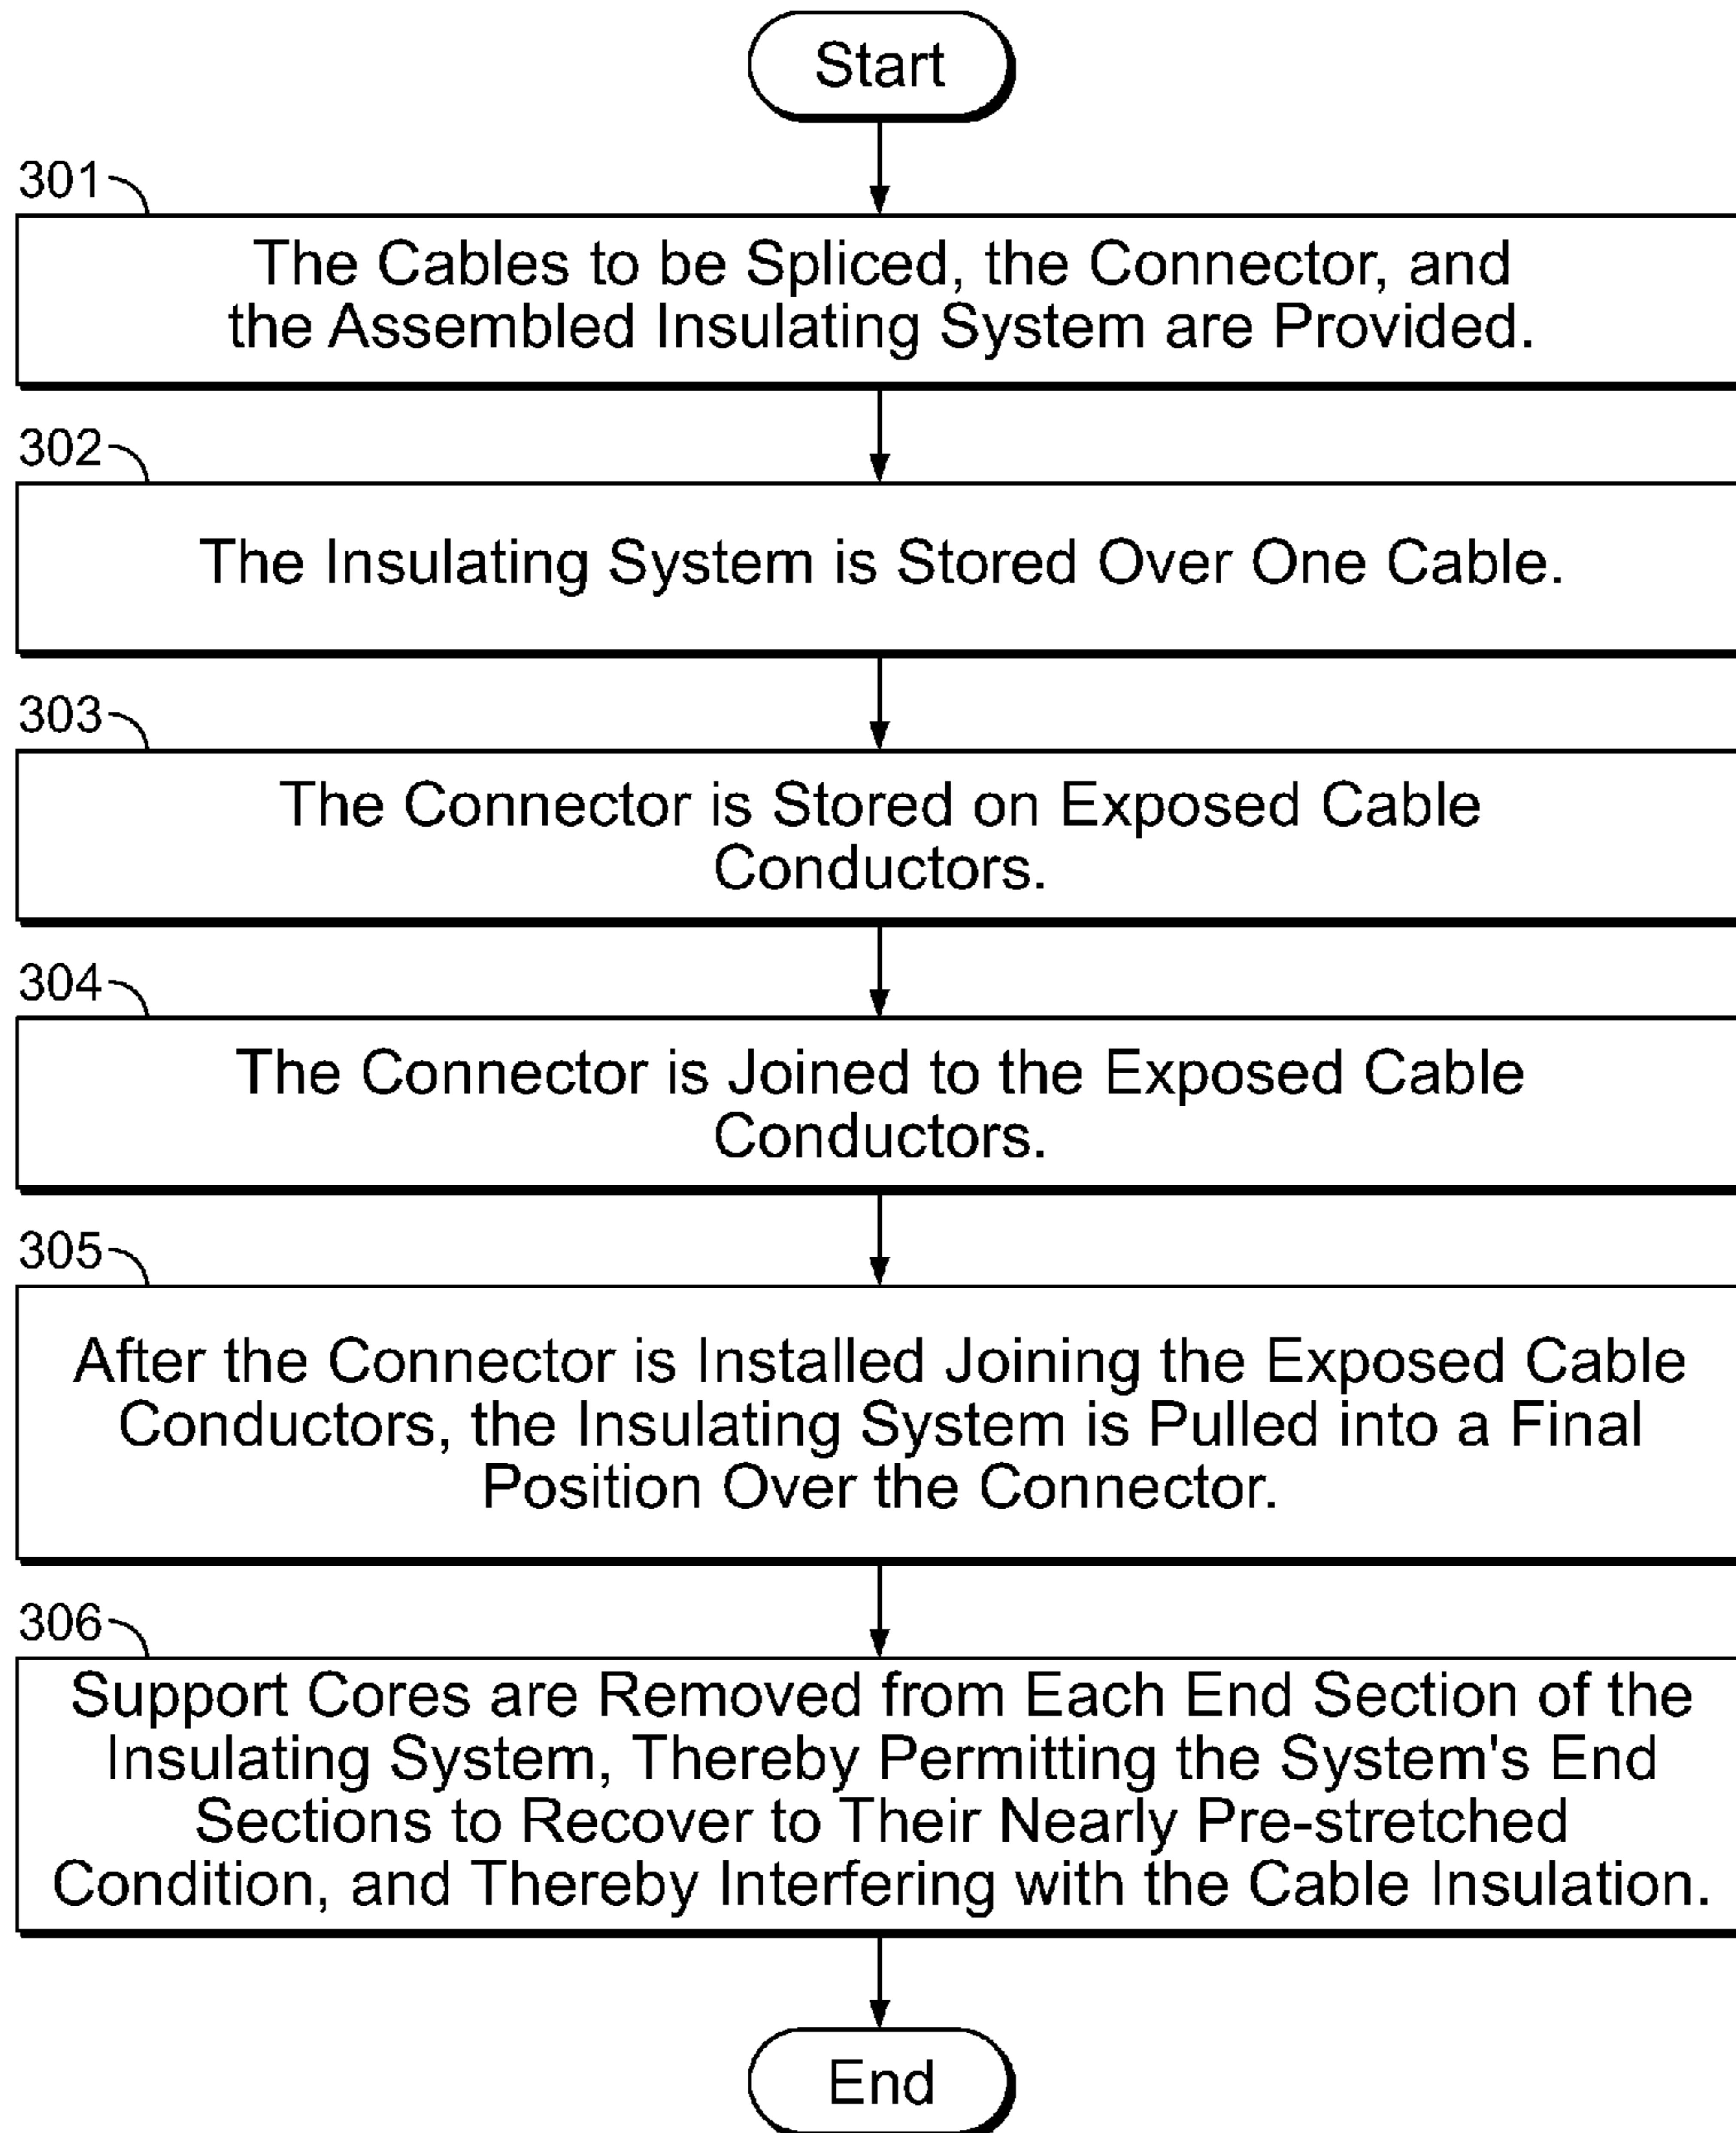 Start
301
The Cables to be Spliced, the Connector, and
the Assembled Insulating System are Provided.
302
The Insulating System is Stored Over One Cable.
303
The Connector is Stored on Exposed Cable
Conductors.
304
The Connector is Joined to the Exposed Cable
Conductors.
305
After the Connector is Installed Joining the Exposed Cable
Conductors, the Insulating System is Pulled into a Final
Position Over the Connector.
306
Support Cores are Removed from Each End Section of the
Insulating System, Thereby Permitting the System's End
Sections to Recover to Their Nearly Pre-stretched
Condition, and Thereby Interfering with the Cable Insulation.
End